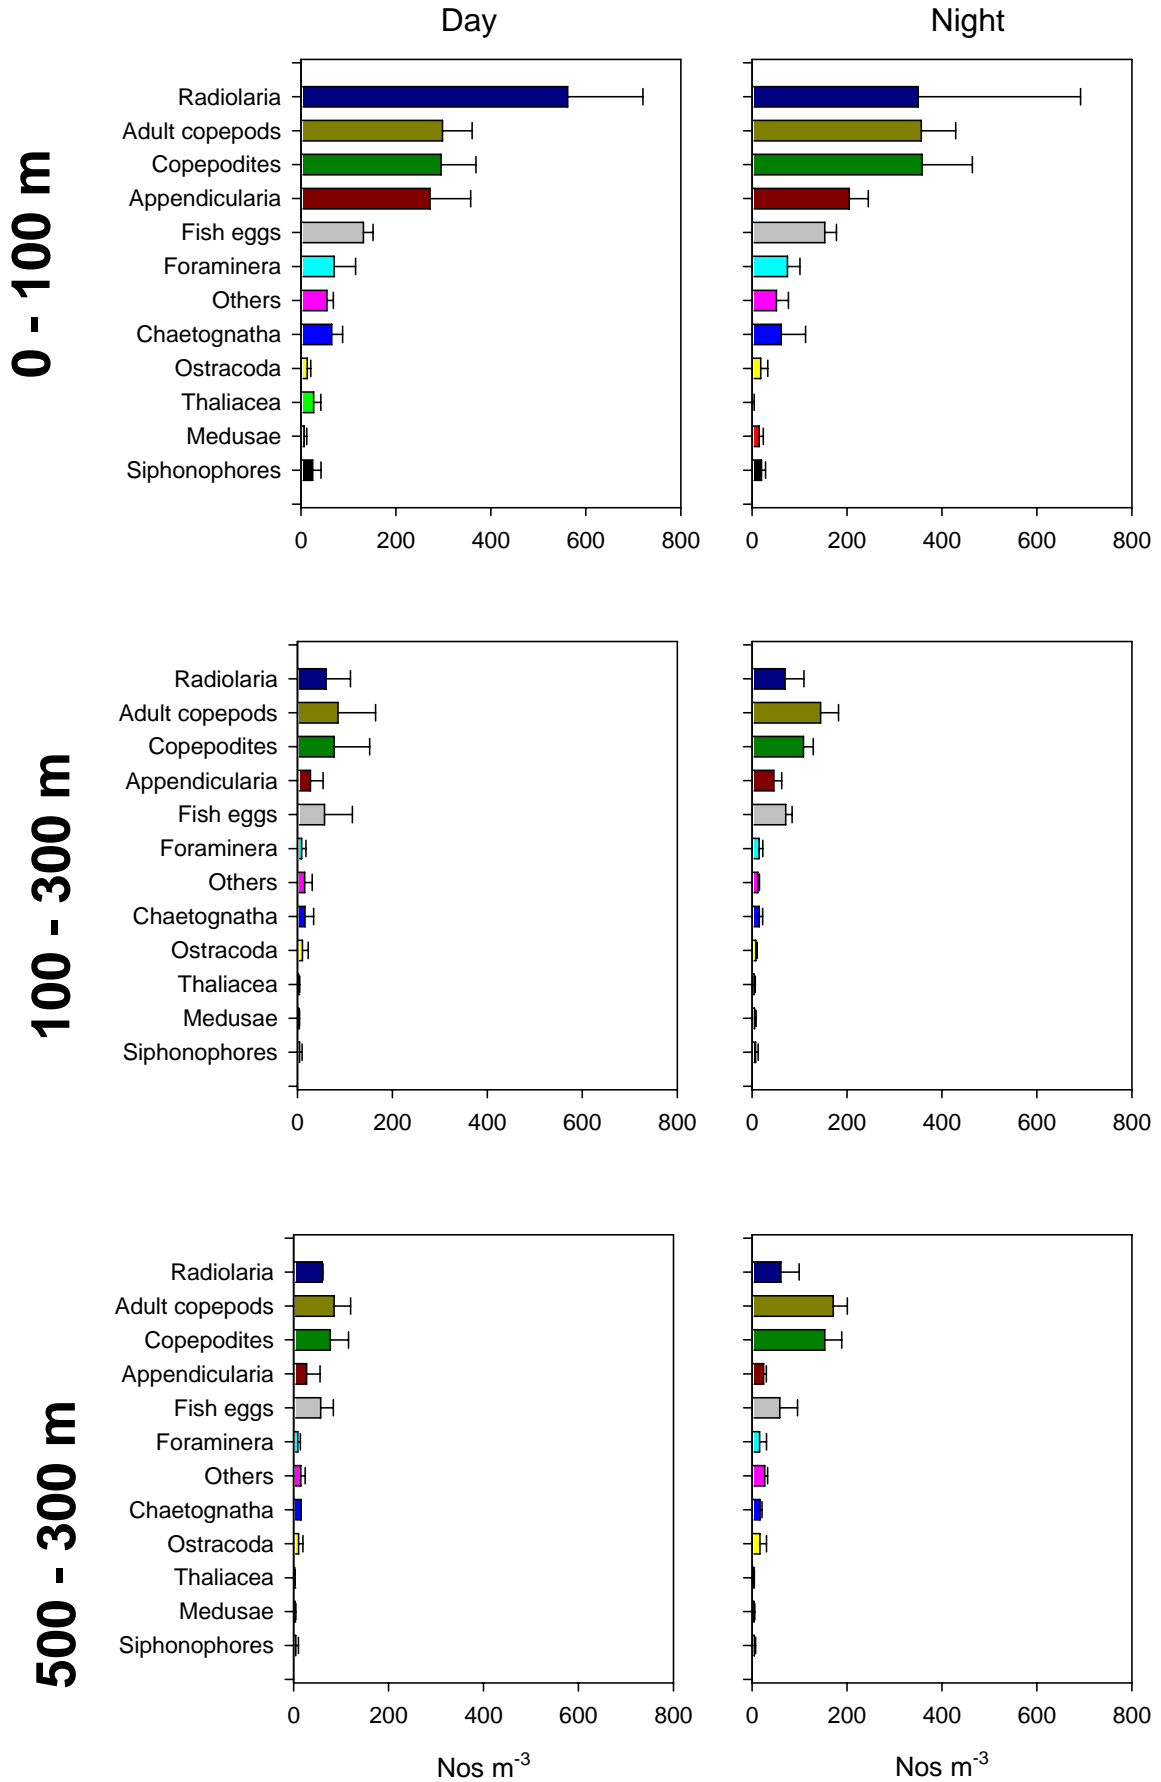 Day
Night
0 - 100 m
Radiolaria
Adult copepods
Copepodites
Appendicularia
Fish eggs
Foraminera
Others
Chaetognatha
Ostracoda
Thaliacea
Medusae
Siphonophores
0 200 400 600 800
0 200 400 600 800
100 - 300 m
Radiolaria
Adult copepods
Copepodites
Appendicularia
Fish eggs
Foraminera
Others
Chaetognatha
Ostracoda
Thaliacea
Medusae
Siphonophores
0 200 400 600 800
0 200 400 600 800
500 - 300 m
Radiolaria
Adult copepods
Copepodites
Appendicularia
Fish eggs
Foraminera
Others
Chaetognatha
Ostracoda
Thaliacea
Medusae
Siphonophores
0 200 400 600 800
0 200 400 600 800
Nos m⁻³
Nos m⁻³